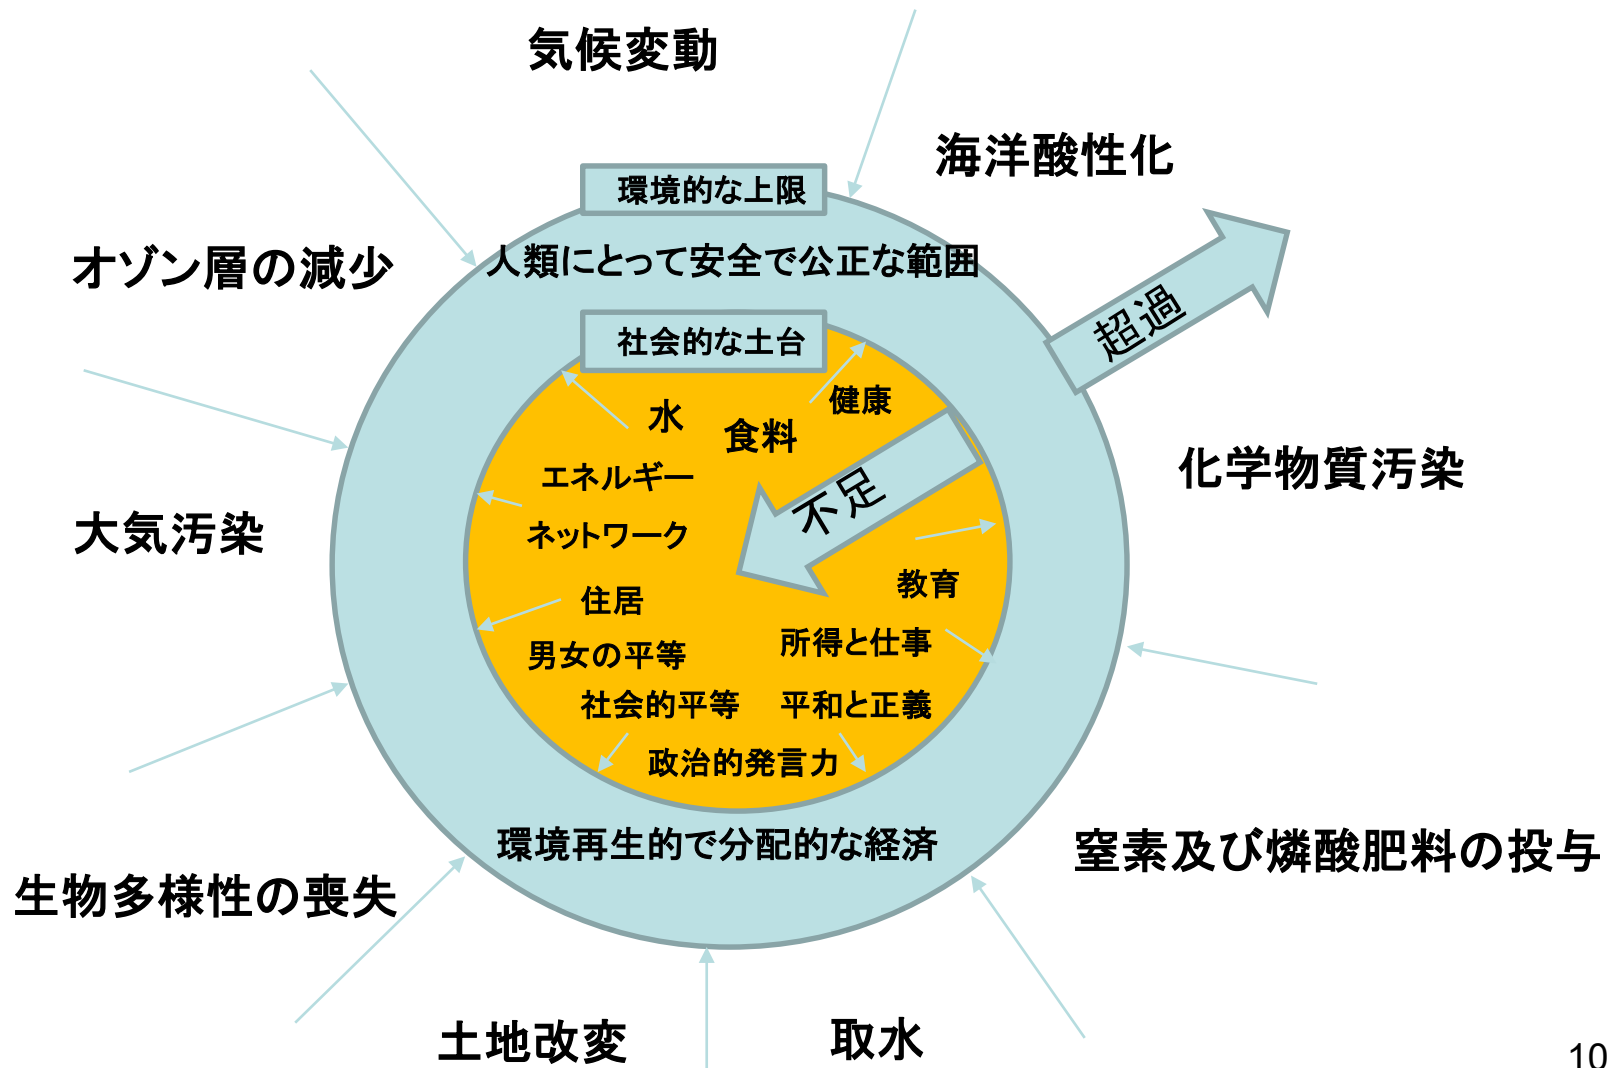 気候変動
海洋酸性化
環境的な上限
人類にとって安全で公正な範囲
オゾン層の減少
超過
社会的な土台
健康
水
食料
エネルギー
不足
化学物質汚染
大気汚染
ネットワーク
教育
住居
所得と仕事
男女の平等
社会的平等
平和と正義
政治的発言力
環境再生的で分配的な経済
窒素及び燐酸肥料の投与
生物多様性の喪失
土地改変
取水
10